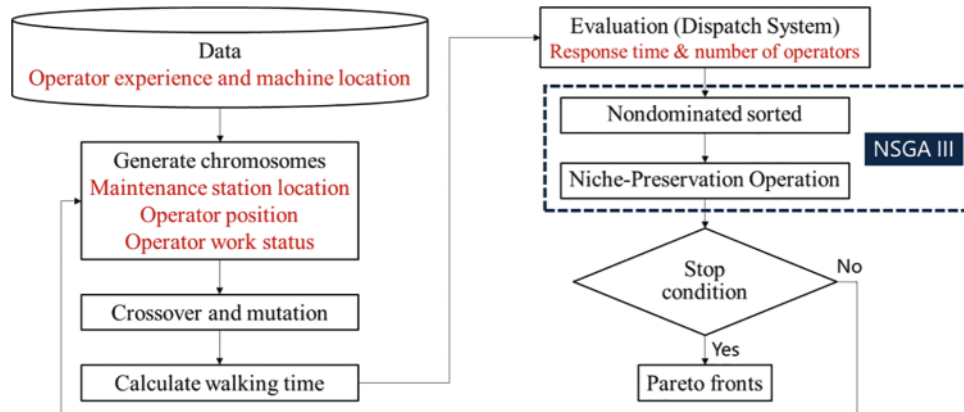 Data
Operator experience and machine location
Generate chromosomes
Maintenance station location
Operator position
Operator work status
Crossover and mutation
Calculate walking time
Evaluation (Dispatch System)
Response time & number of operators
Nondominated sorted
NSGA III
Niche-Preservation Operation
Stop
condition
No
Yes
Pareto fronts